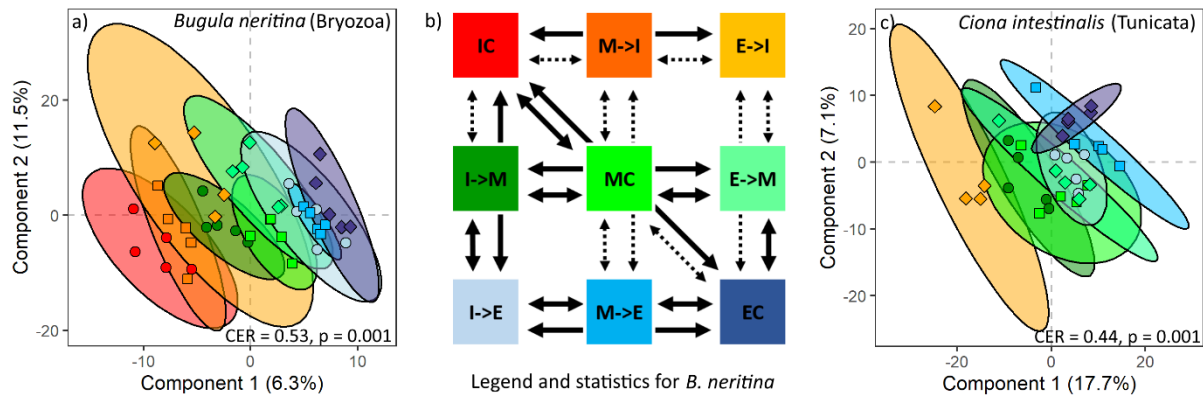 a)
Bugula neritina (Bryozoa)
Component 2 (11.5%)
20
0
-20
CER = 0.53, p = 0.001
-10
0
10
Component 1 (6.3%)
b)
IC
M->I
E->I
I->M
MC
E->M
I->E
M->E
EC
Legend and statistics for B. neritina
c)
Ciona intestinalis (Tunicata)
Component 2 (7.1%)
20
10
0
-10
-20
CER = 0.44, p = 0.001
-20
0
20
Component 1 (17.7%)